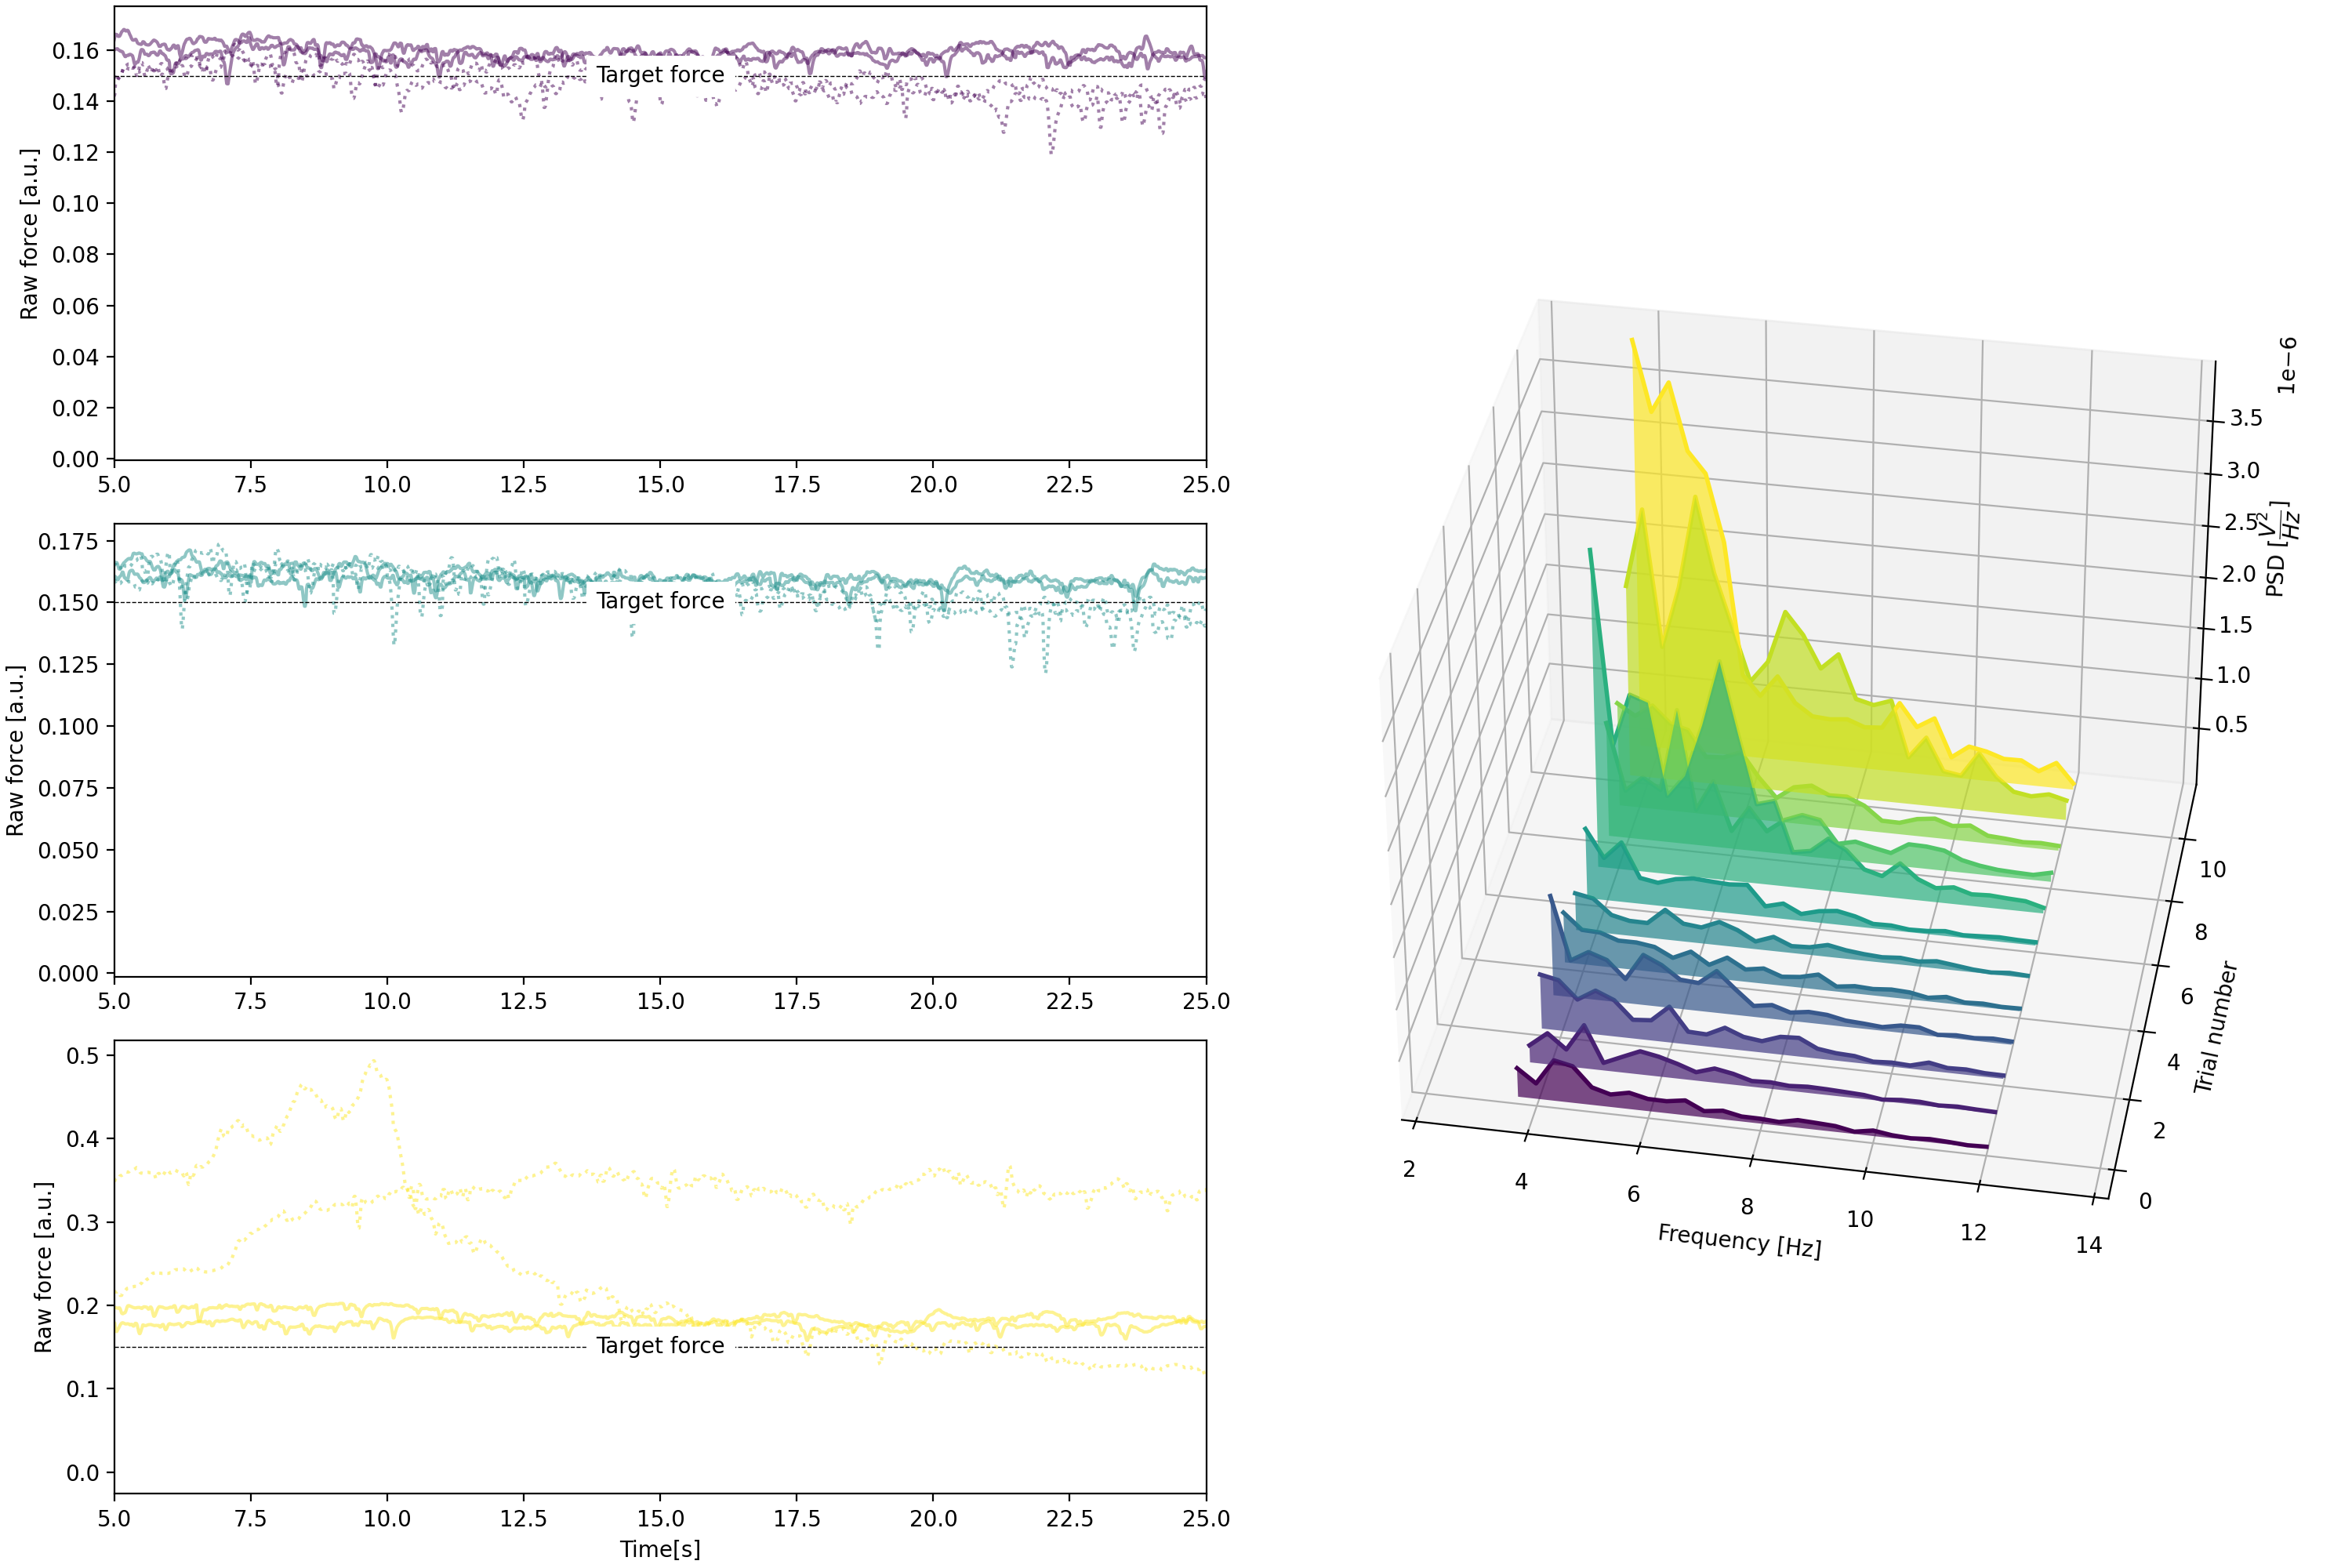 Raw force [a.u.]
0.16
0.14
0.12
0.10
0.08
0.06
0.04
0.02
0.00
Target force
5.0 7.5 10.0 12.5 15.0 17.5 20.0 22.5 25.0
Raw force [a.u.]
0.175
0.150
0.125
0.100
0.075
0.050
0.025
0.000
Target force
5.0 7.5 10.0 12.5 15.0 17.5 20.0 22.5 25.0
Raw force [a.u.]
0.5
0.4
0.3
0.2
0.1
0.0
Target force
5.0 7.5 10.0 12.5 15.0 17.5 20.0 22.5 25.0
Time[s]
1e−6
3.5
3.0
2.5
2.0
1.5
1.0
0.5
PSD [V²/Hz]
10
8
6
4
2
0
Trial number
2 4 6 8 10 12 14
Frequency [Hz]